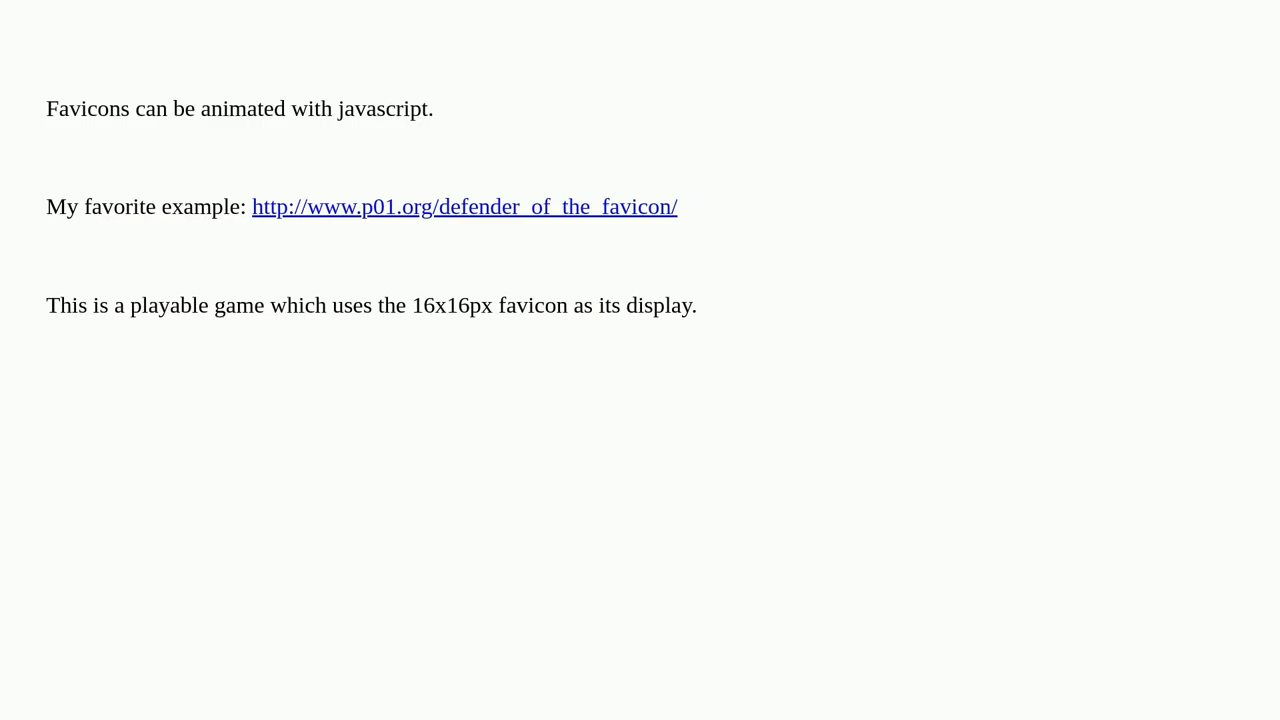 Favicons can be animated with javascript.
My favorite example: http://www.p01.org/defender_of_the_favicon/
This is a playable game which uses the 16x16px favicon as its display.